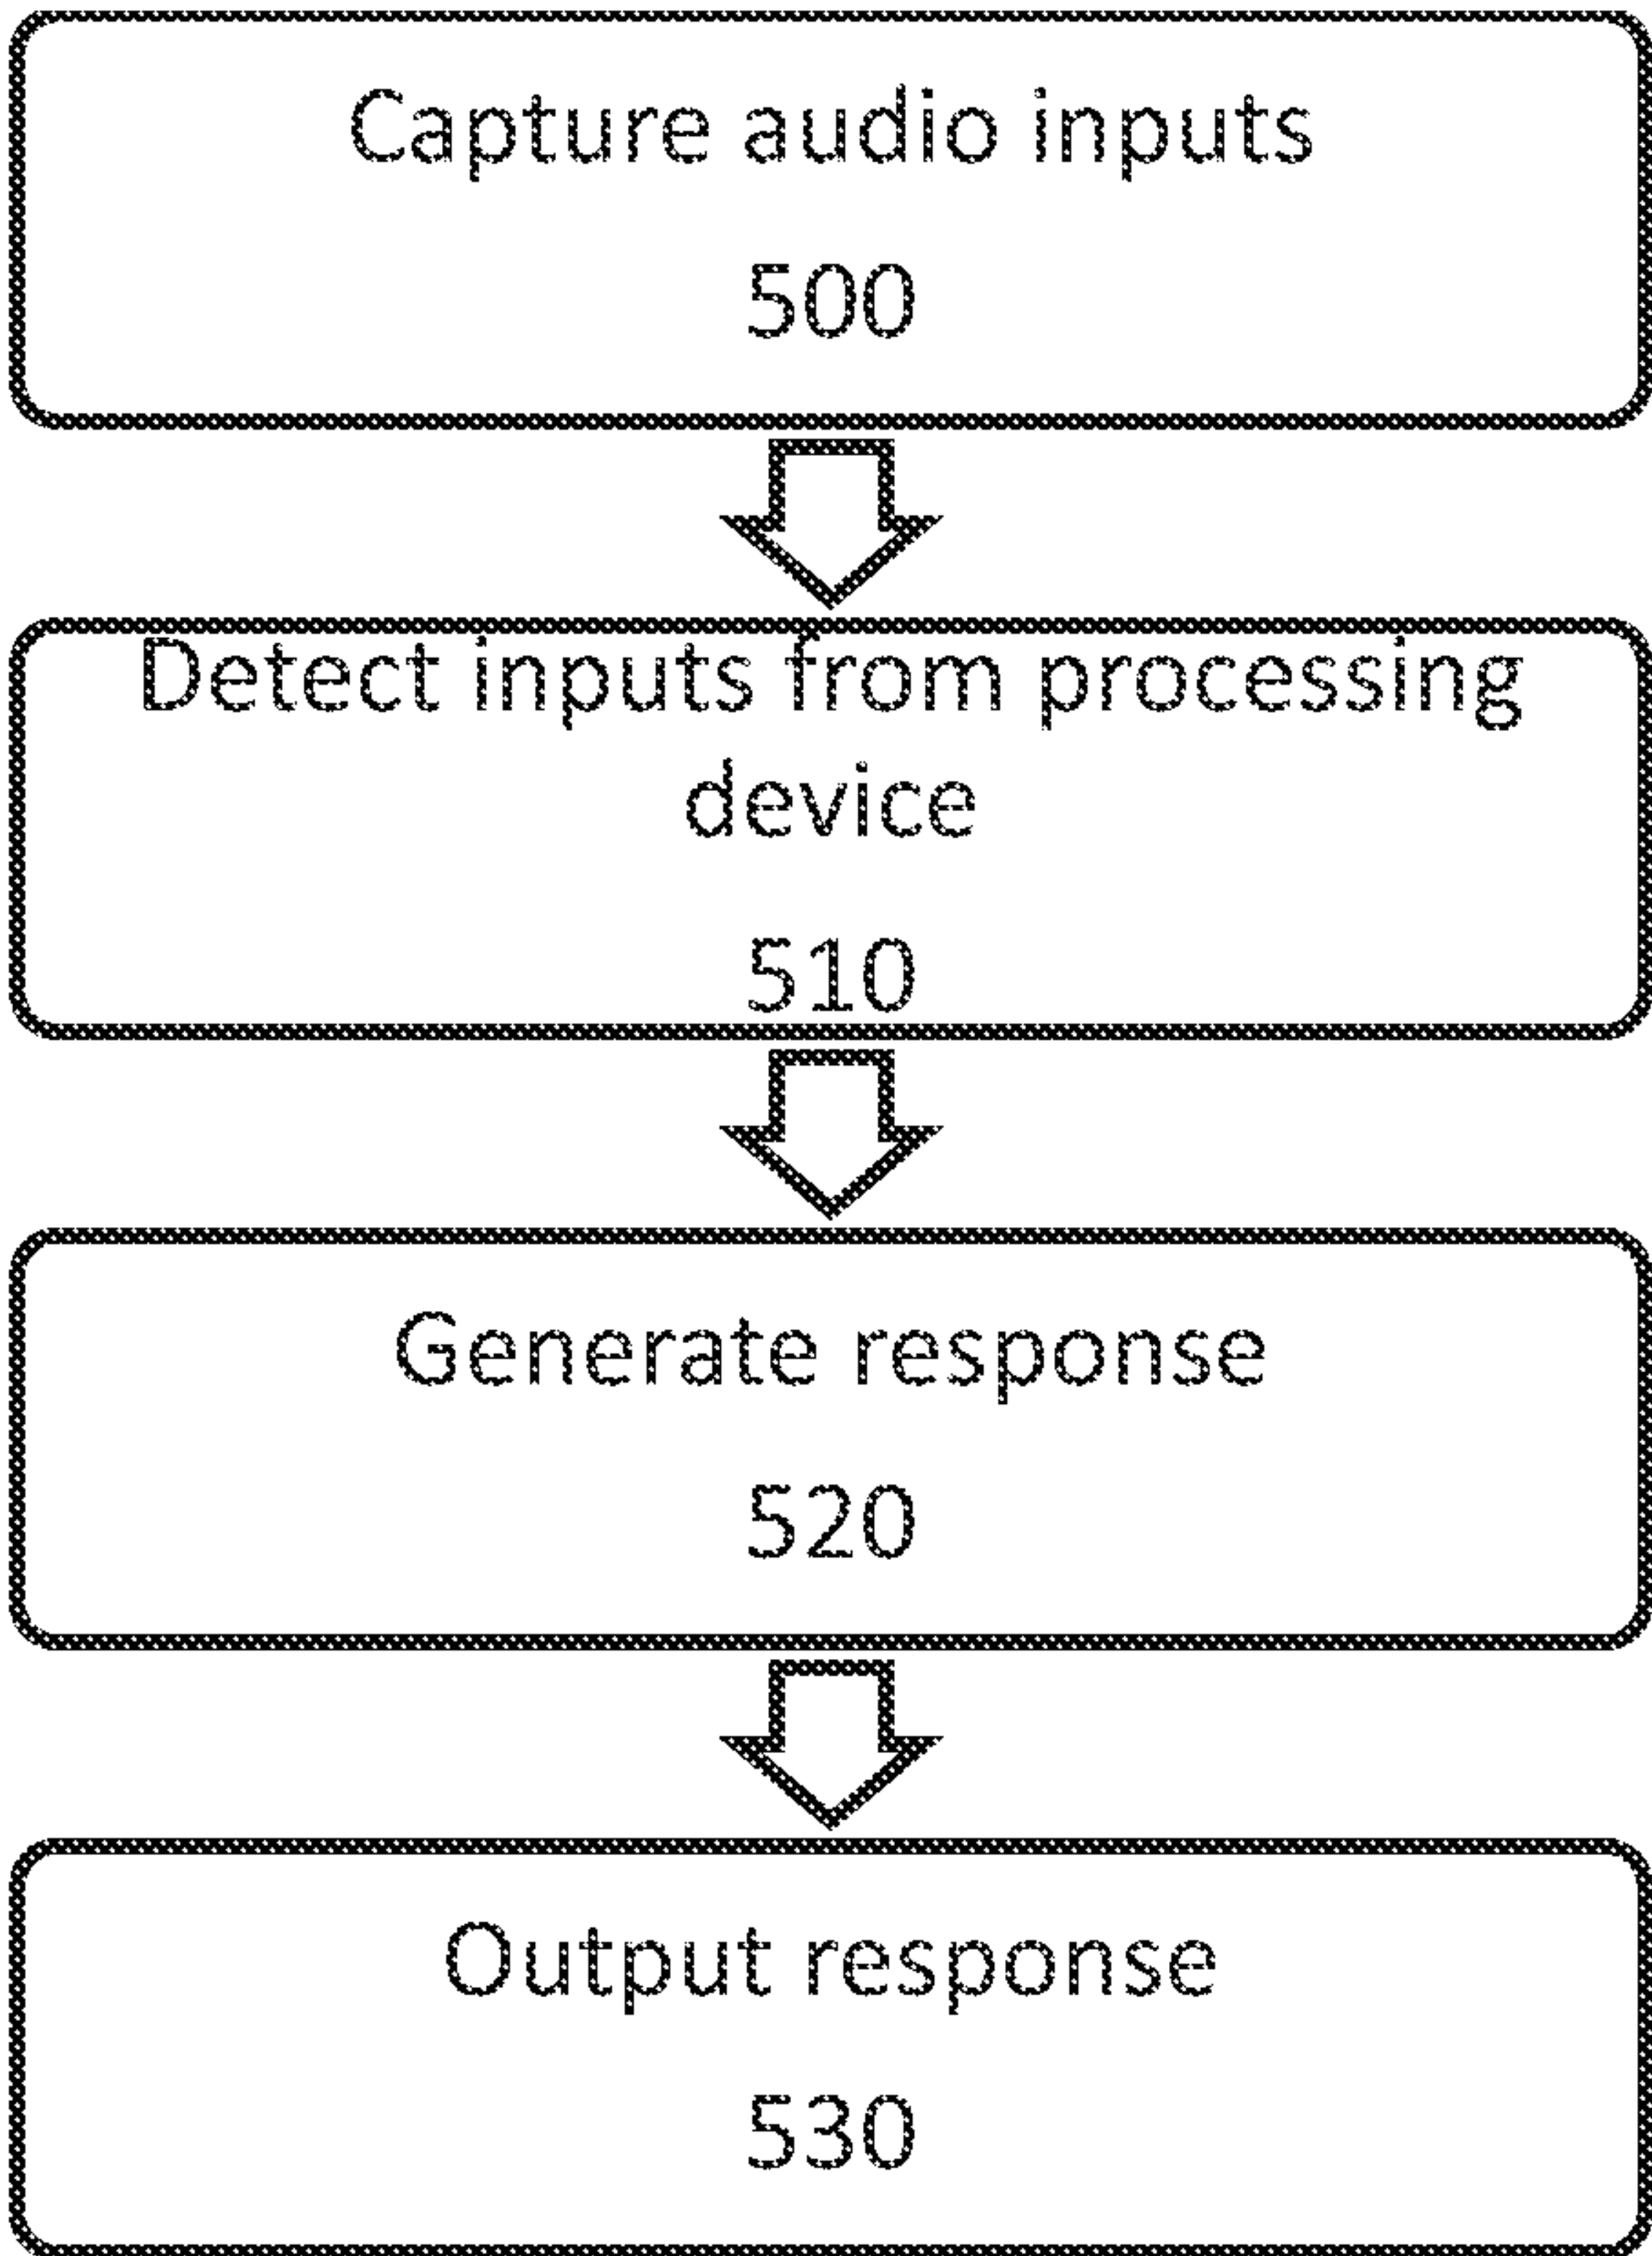 Capture audio inputs
500
Detect inputs from processing
device
510
Generate response
520
Output response
530